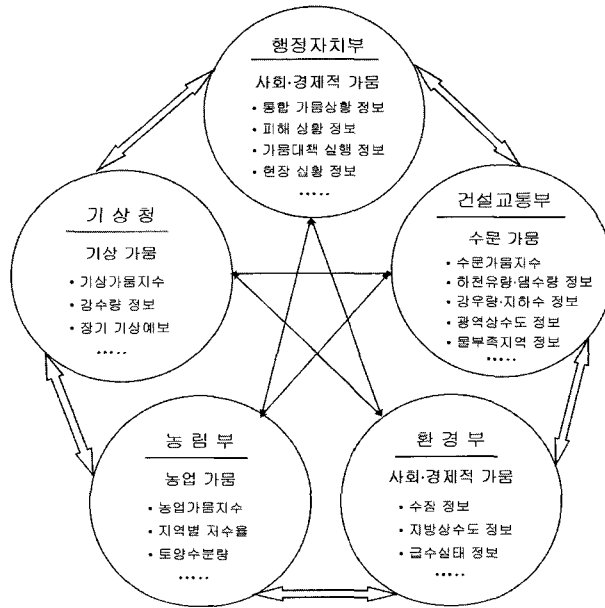 행정자치부
사회·경제적 가뭄
• 통합 가뭄상황 정보
• 피해 상황 정보
• 가뭄대책 실행 정보
• 현장 상황 정보
.....
기상청
기상 가뭄
• 기상가뭄지수
• 강수량 정보
• 장기 기상예보
.....
건설교통부
수문 가뭄
• 수문가뭄지수
• 하천유량·댐수량 정보
• 강우량·지하수 정보
• 광역상수도 정보
• 물부족지역 정보
.....
농림부
농업 가뭄
• 농업가뭄지수
• 지역별 저수율
• 토양수분량
.....
환경부
사회·경제적 가뭄
• 수장 정보
• 지방상수도 정보
• 급수실태 정보
.....